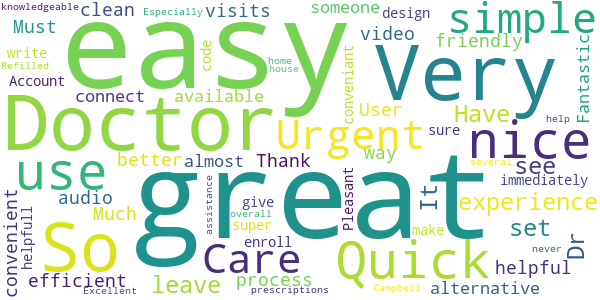 knowledgeable
Especially
clean
visits
someone
design
simple
Must
easy
video
friendly
Fantastic
write
Refilled
code
home
house
Very
Account
connect
available
conveniant
User
Have
help
Doctor
Urgent
sure
nice
better
almost
Thank
way
see
several
use
great
immediately
audio
Pleasant
It
experience
Much
assistance
give
overall
super
make
set
Dr
convenient
helpfull
So
Care
enroll
Quick
never
helpful
efficient
Excellent
leave
process
prescriptions
Campbell
alternative